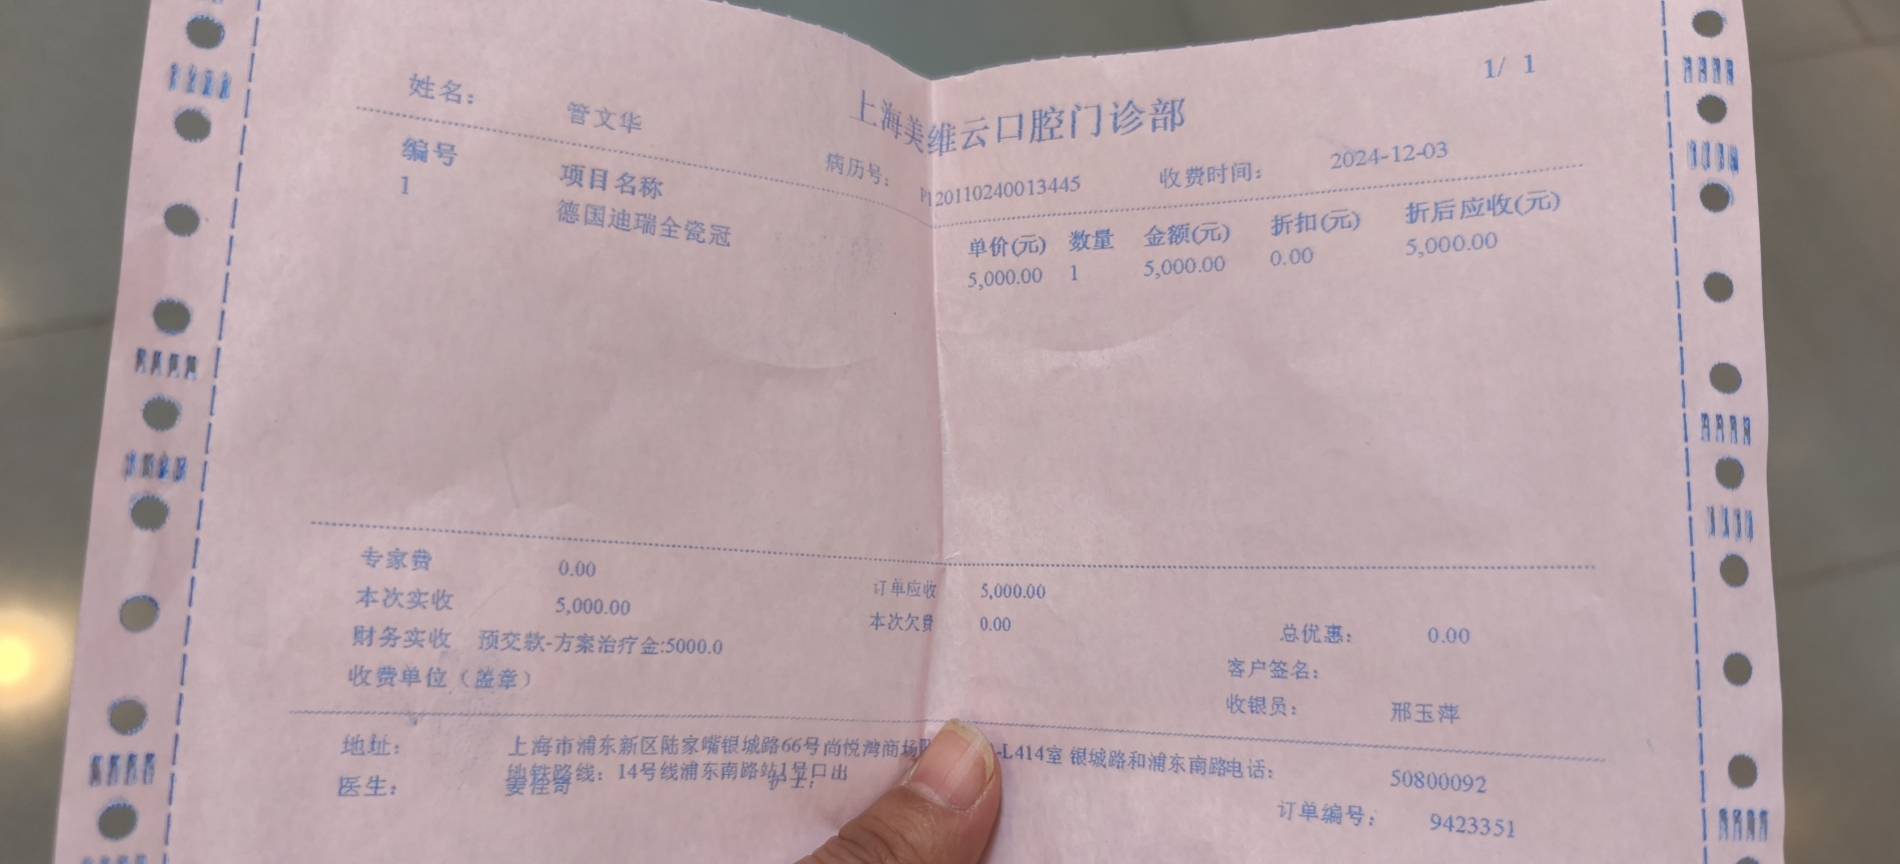 1/ 1
上海美维云口腔门诊部
姓名： 管文华 病历号： P120110240013445 收费时间： 2024-12-03
编号 项目名称 单价(元) 数量 金额(元) 折扣(元) 折后应收(元)
1 德国迪瑞全瓷冠 5,000.00 1 5,000.00 0.00 5,000.00
专家费 0.00 订单应收 5,000.00
本次实收 5,000.00 本次欠费 0.00 总优惠： 0.00
财务实收 预交款-方案治疗金:5000.0 客户签名：
收费单位（盖章） 收银员： 邢玉萍
地址： 上海市浦东新区陆家嘴银城路66号尚悦湾商场 -L414室 银城路和浦东南路 电话： 50800092
地铁路线：14号线浦东南路站1号口出
医生： 姜佳奇 护士： 订单编号： 9423351